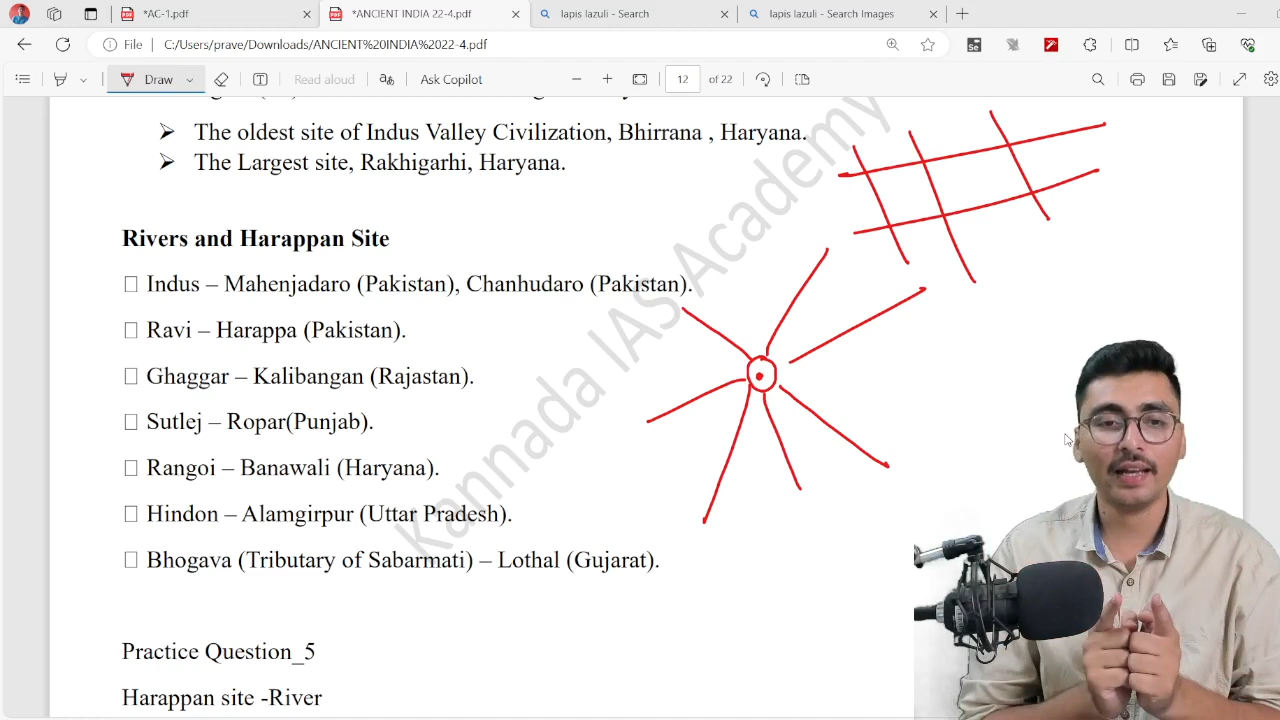 *AC-1.pdf
*ANCIENT INDIA 22-4.pdf
lapis lazuli - Search
lapis lazuli - Search Images
File
C:/Users/prave/Downloads/ANCIENT%20INDIA%2022-4.pdf
Se
Draw
Read aloud
Ask Copilot
12 of 22
➢ The oldest site of Indus Valley Civilization, Bhirrana , Haryana.
➢ The Largest site, Rakhigarhi, Haryana.
Rivers and Harappan Site
Indus – Mahenjadaro (Pakistan), Chanhudaro (Pakistan).
Ravi – Harappa (Pakistan).
Ghaggar – Kalibangan (Rajastan).
Sutlej – Ropar(Punjab).
Rangoi – Banawali (Haryana).
Hindon – Alamgirpur (Uttar Pradesh).
Bhogava (Tributary of Sabarmati) – Lothal (Gujarat).
Practice Question_5
Harappan site -River
Kannada IAS Academy